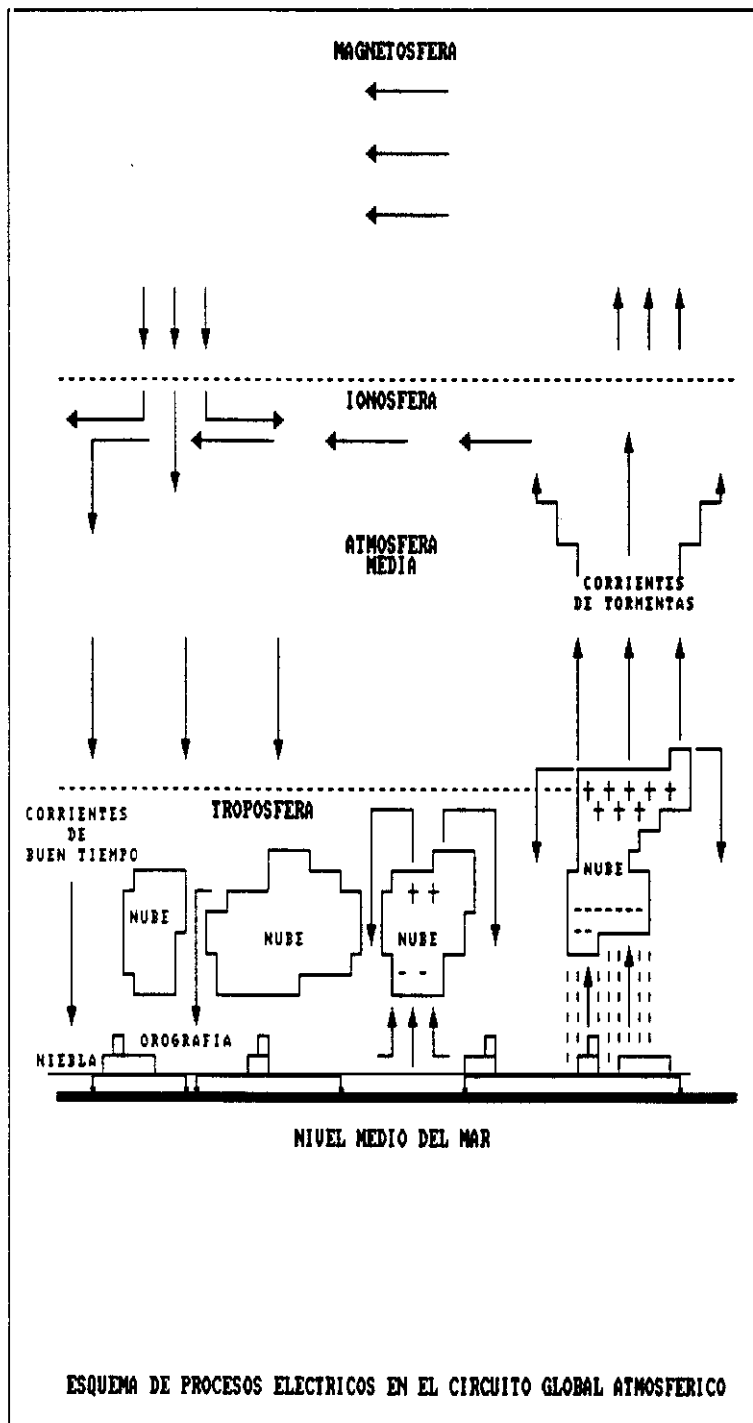 MAGNETOSFERA
IONOSFERA
ATMOSFERA
MEDIA
CORRIENTES
DE TORMENTAS
TROPOSFERA
CORRIENTES
DE
BUEN TIEMPO
NUBE
NUBE
NUBE
NUBE
OROGRAFIA
NIEBLA
NIVEL MEDIO DEL MAR
ESQUEMA DE PROCESOS ELECTRICOS EN EL CIRCUITO GLOBAL ATMOSFERICO